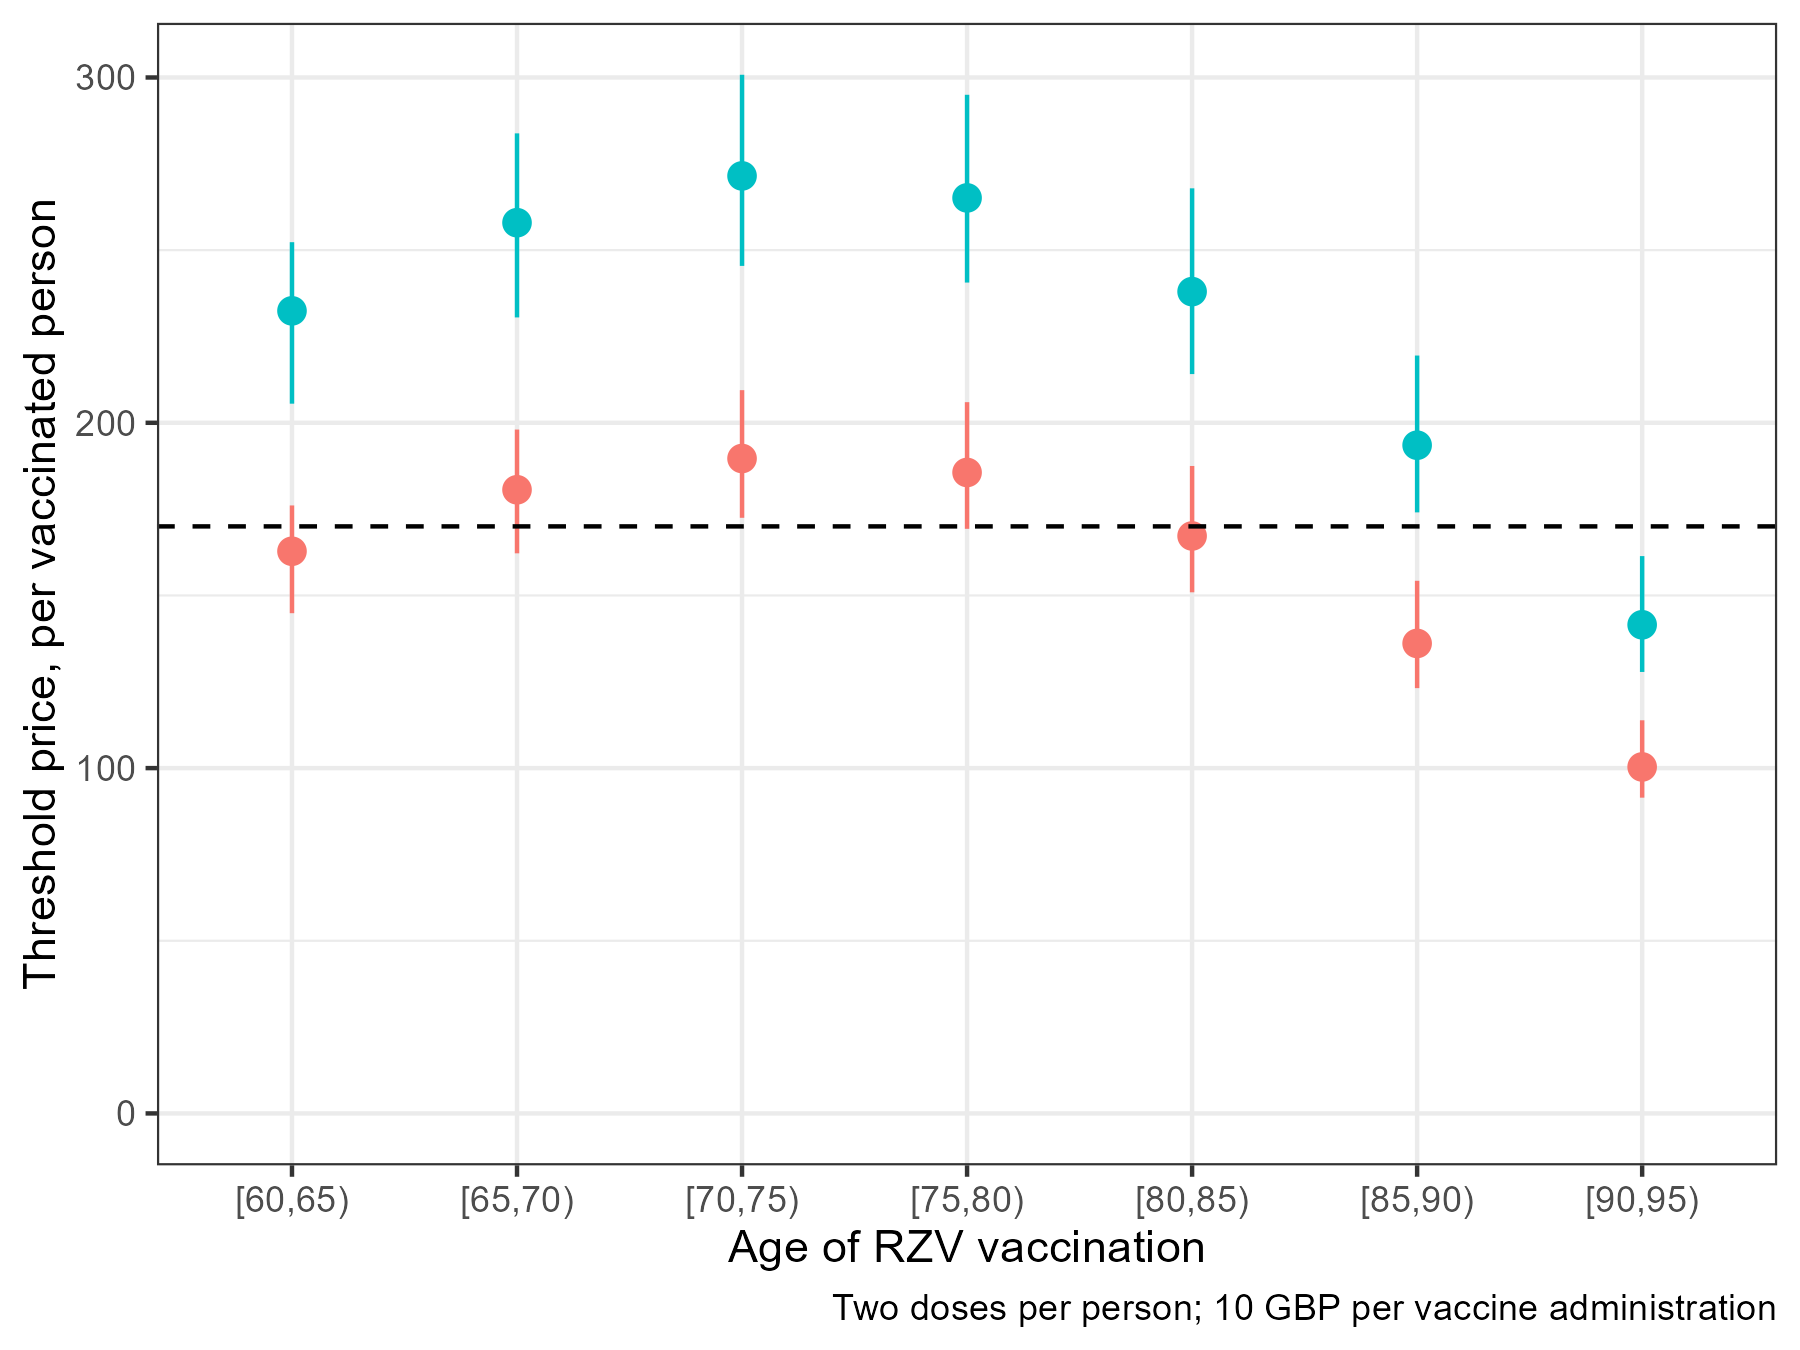 Threshold price, per vaccinated person
300
200
100
0
[60,65) [65,70) [70,75) [75,80) [80,85) [85,90) [90,95)
Age of RZV vaccination
Two doses per person; 10 GBP per vaccine administration